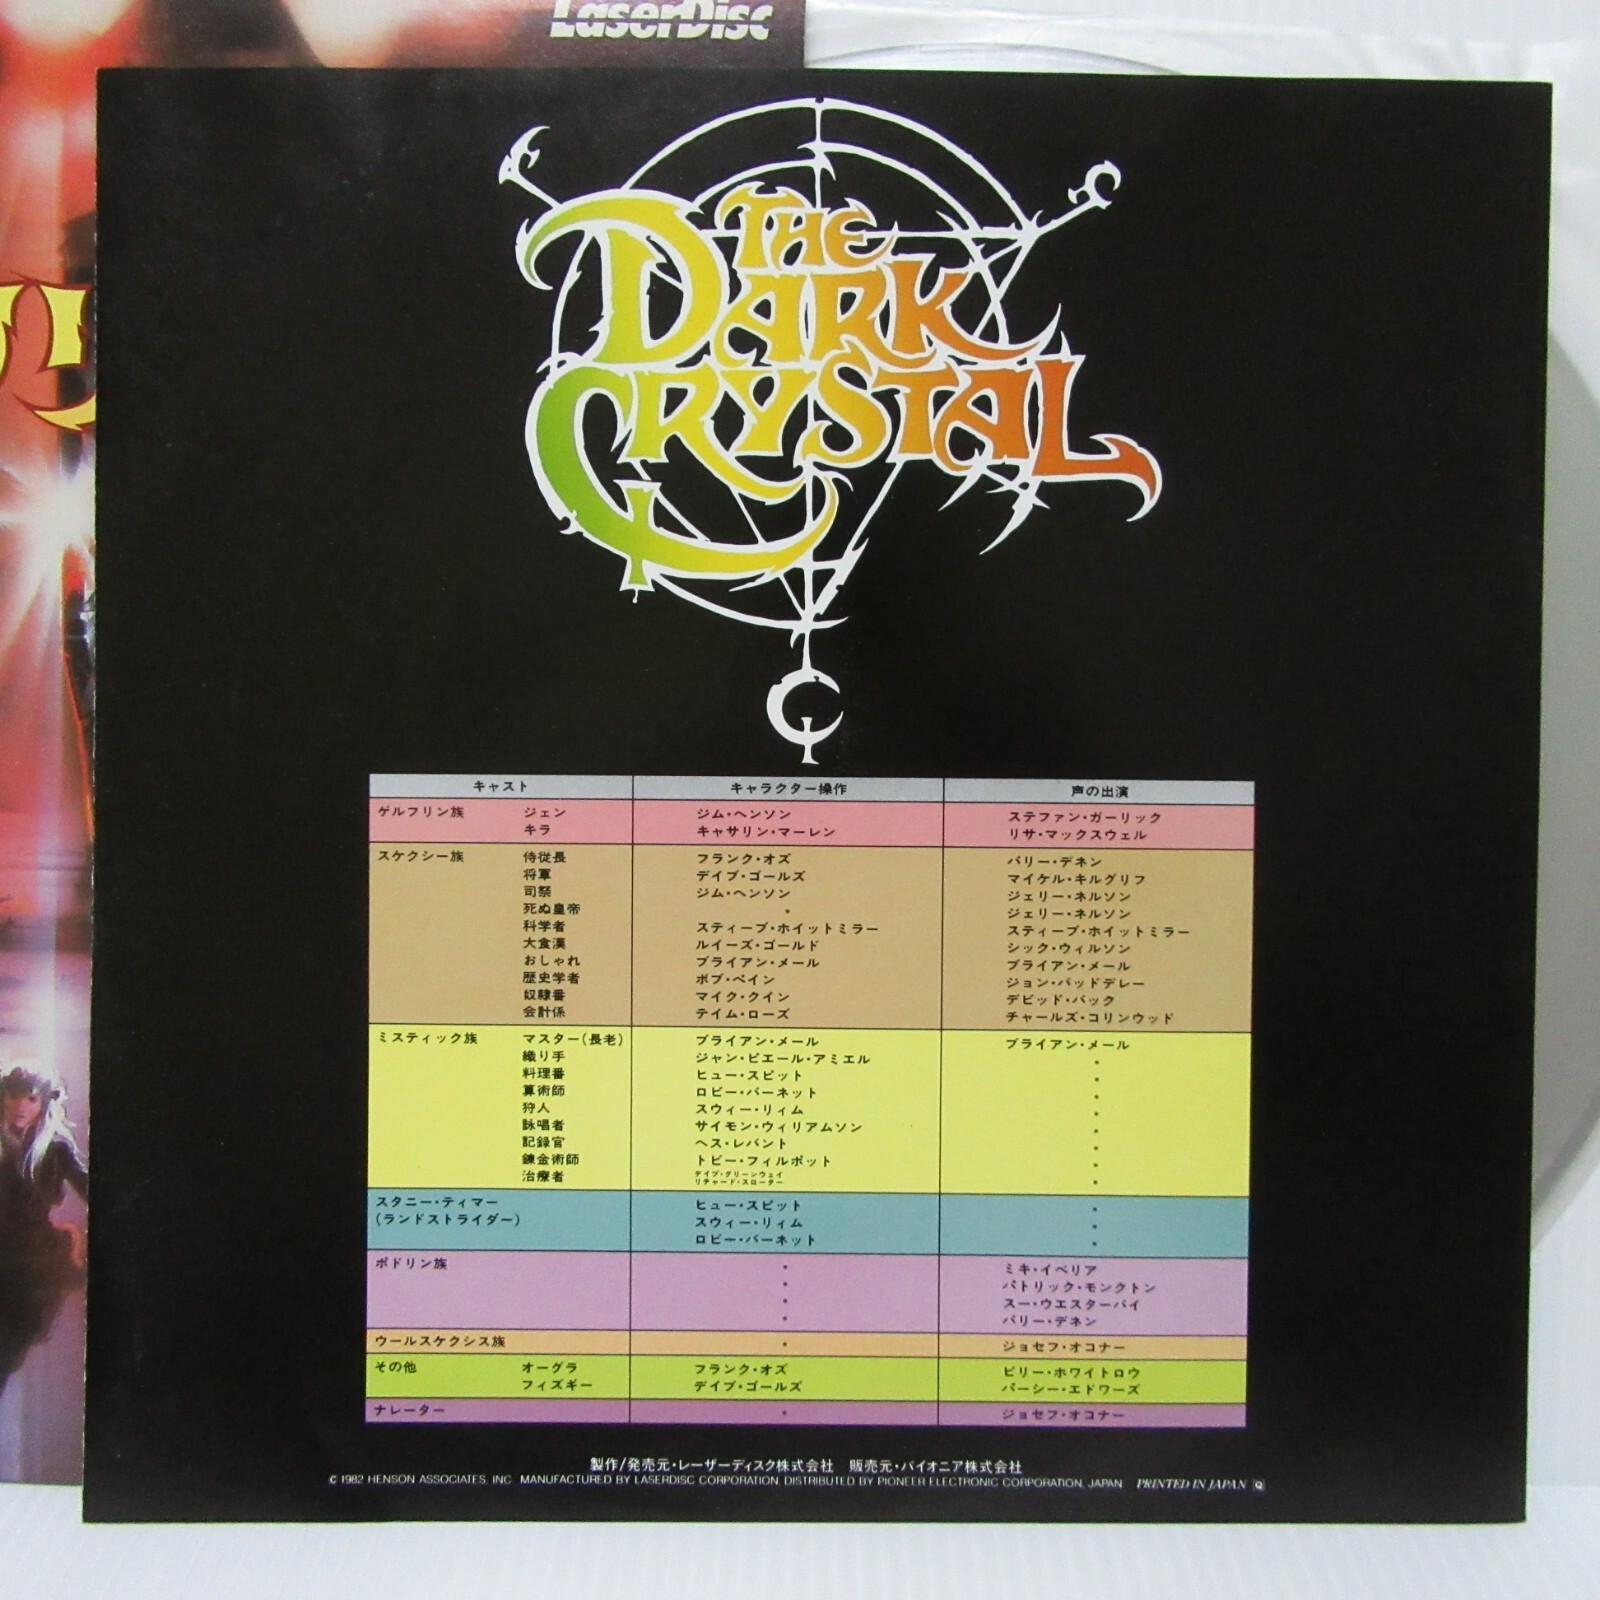 LaserDisc
THE
DARK
CRYSTAL
キャスト キャラクター操作 声の出演
ゲルフリン族 ジェン ジム・ヘンソン ステファン・ガーリック
キラ キャサリン・マーレン リサ・マックスウェル
スケクシー族 侍従長 フランク・オズ バリー・デネン
将軍 デイブ・ゴールズ マイケル・キルグリフ
司祭 ジム・ヘンソン ジェリー・ネルソン
死ぬ皇帝 〃 ジェリー・ネルソン
科学者 スティーブ・ホイットミラー スティーブ・ホイットミラー
大食漢 ルイーズ・ゴールド シック・ウィルソン
おしゃれ ブライアン・メール ブライアン・メール
歴史学者 ボブ・ペイン ジョン・バッドデレー
奴隷番 マイク・クイン デビッド・バック
会計係 テイム・ローズ チャールズ・コリンウッド
ミスティック族 マスター(長老) ブライアン・メール ブライアン・メール
織り手 ジャン・ピエール・アミエル 〃
料理番 ヒュー・スピット 〃
算術師 ロビー・バーネット 〃
狩人 スウィー・リィム 〃
詠唱者 サイモン・ウィリアムソン 〃
記録官 ヘス・レバント 〃
錬金術師 トビー・フィルポット 〃
治療者 デイブ・グリーンウェイ 〃
リチャード・スローター
スタニー・ティマー ヒュー・スピット 〃
(ランドストライダー) スウィー・リィム 〃
ロビー・バーネット 〃
ポドリン族 〃 ミキ・イベリア
〃 パトリック・モンクトン
〃 スー・ウエスターバイ
〃 バリー・デネン
ウールスケクシス族 〃 ジョセフ・オコナー
その他 オーグラ フランク・オズ ビリー・ホワイトロウ
フィズギー デイブ・ゴールズ パーシー・エドワーズ
ナレーター 〃 ジョセフ・オコナー
製作/発売元・レーザーディスク株式会社 販売元・パイオニア株式会社
© 1982 HENSON ASSOCIATES, INC MANUFACTURED BY LASERDISC CORPORATION, DISTRIBUTED BY PIONEER ELECTRONIC CORPORATION, JAPAN PRINTED IN JAPAN Q